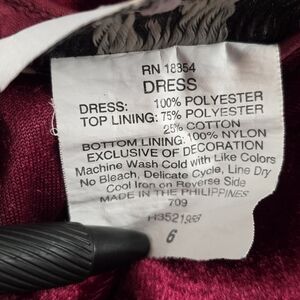 RN 18354
DRESS
DRESS: 100% POLYESTER
TOP LINING: 75% POLYESTER
25% COTTON
BOTTOM LINING: 100% NYLON
EXCLUSIVE OF DECORATION
Machine Wash Cold with Like Colors
No Bleach, Delicate Cycle, Line Dry
Cool Iron on Reverse Side
MADE IN THE PHILIPPINES
709
6